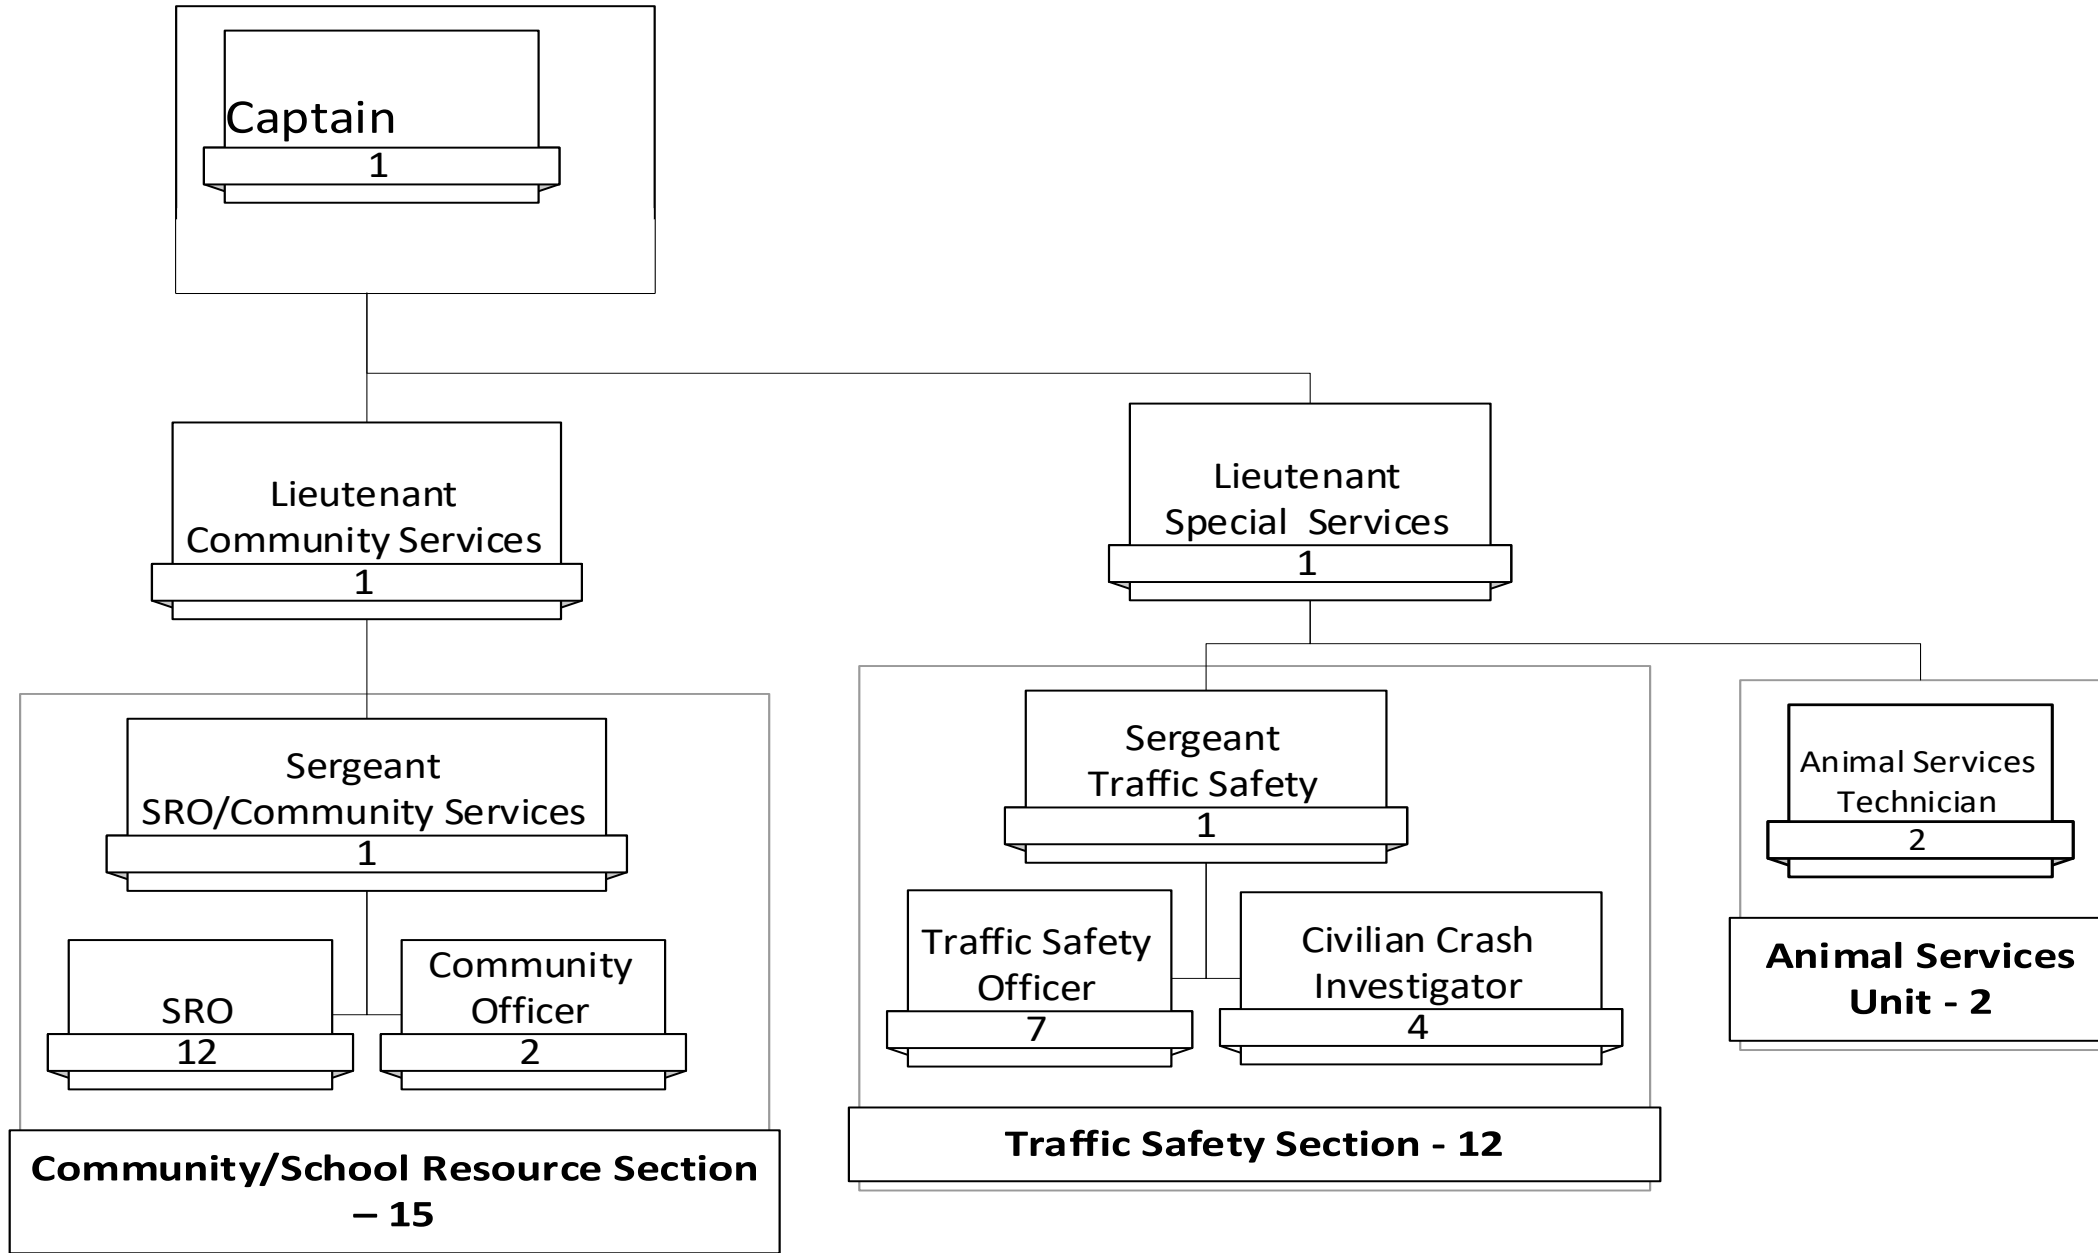 Captain
1
Lieutenant
Community Services
1
Lieutenant
Special  Services
1
Sergeant
SRO/Community Services
1
SRO
12
Community
Officer
2
Community/School Resource Section
– 15
Sergeant
Traffic Safety
1
Traffic Safety
Officer
7
Civilian Crash
Investigator
4
Traffic Safety Section - 12
Animal Services
Technician
2
Animal Services
Unit - 2